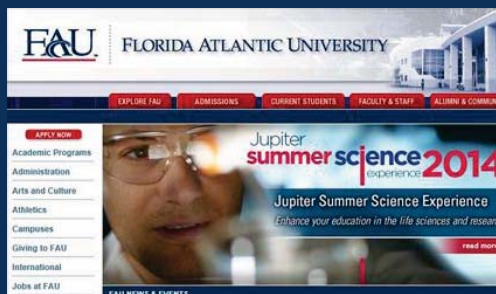 FAU
FLORIDA ATLANTIC UNIVERSITY
EXPLORE FAU ADMISSIONS CURRENT STUDENTS FACULTY & STAFF ALUMNI & COMMU
APPLY NOW
Academic Programs
Administration
Arts and Culture
Athletics
Campuses
Giving to FAU
International
Jobs at FAU
Jupiter
summer science 2014
experience
Jupiter Summer Science Experience
Enhance your education in the life sciences and resear
read more
FAU NEWS & EVENTS